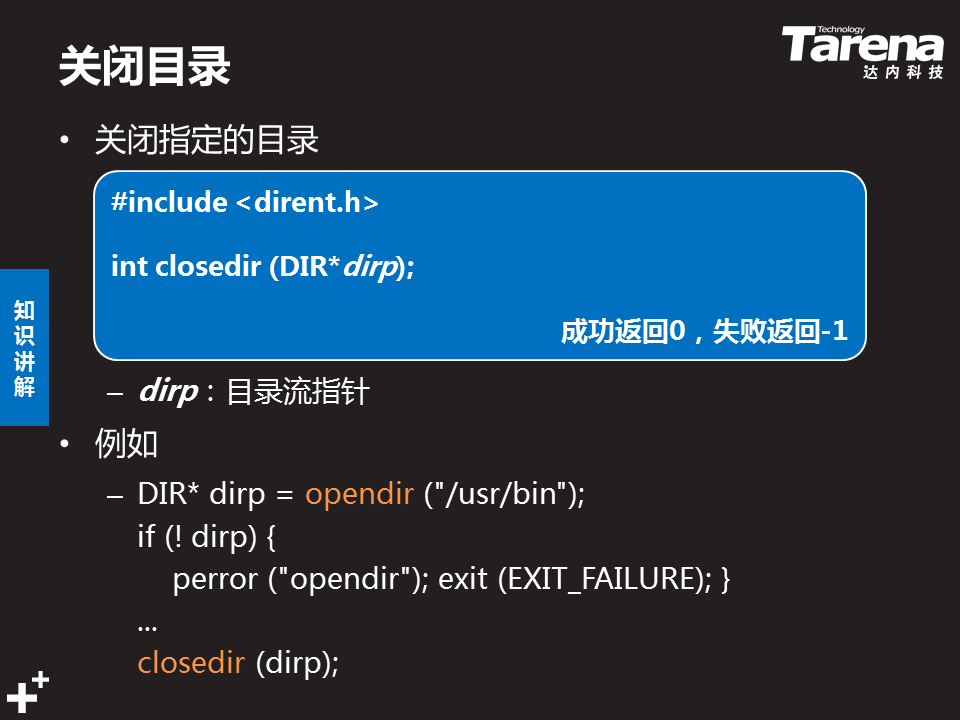 关闭目录
Technology
Tarena
达内科技
• 关闭指定的目录
#include <dirent.h>
int closedir (DIR*dirp);
成功返回0，失败返回-1
– dirp：目录流指针
知识讲解
• 例如
– DIR* dirp = opendir ("/usr/bin");
if (! dirp) {
perror ("opendir"); exit (EXIT_FAILURE); }
...
closedir (dirp);